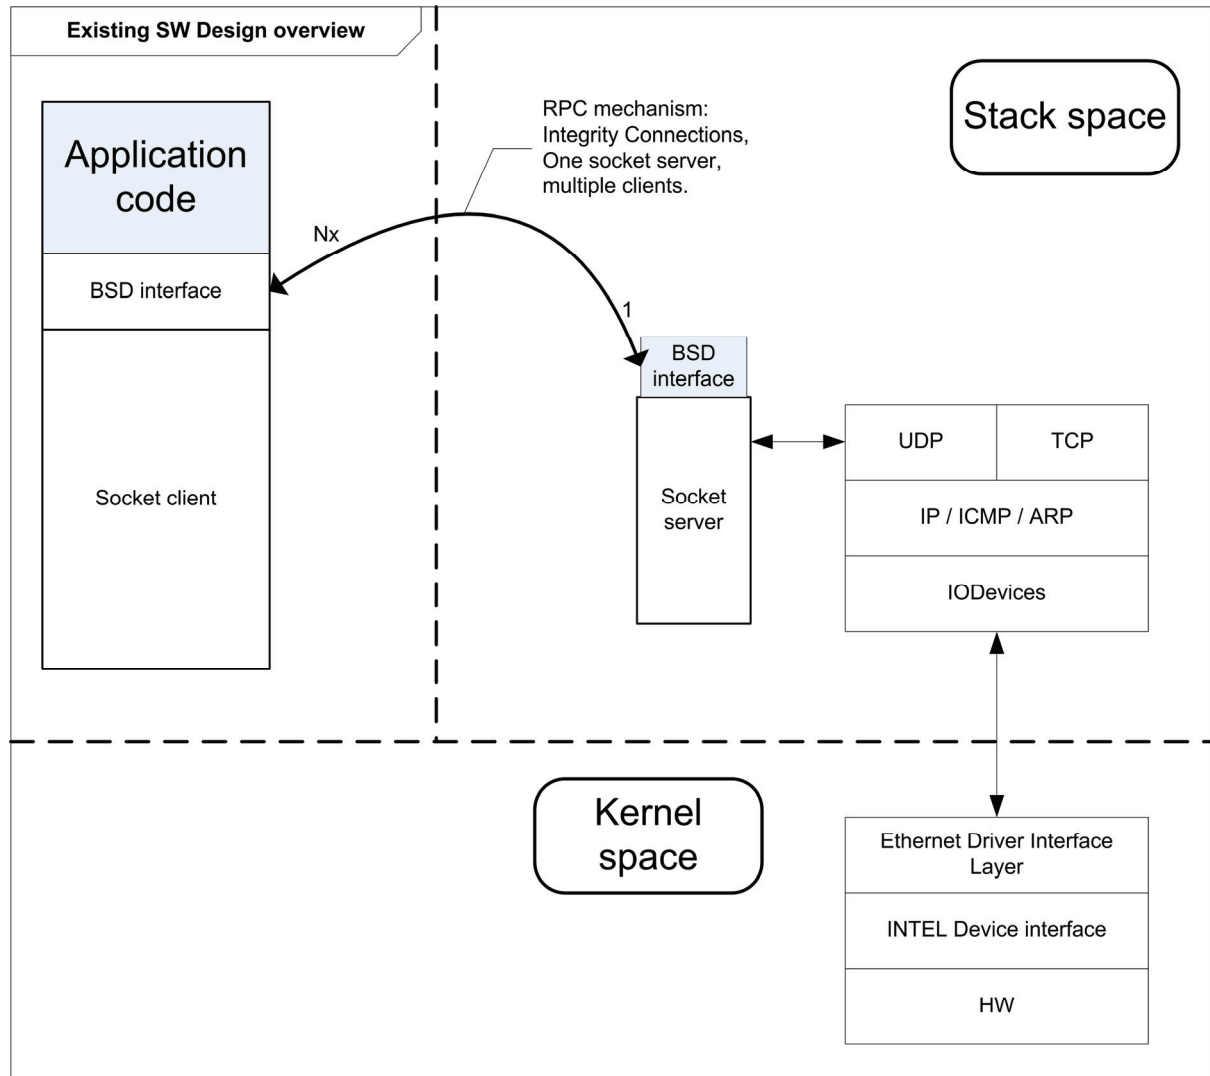 Existing SW Design overview
Application
code
BSD interface
Socket client
Nx
RPC mechanism:
Integrity Connections,
One socket server,
multiple clients.
1
Stack space
BSD
interface
Socket
server
UDP
TCP
IP / ICMP / ARP
IODevices
Kernel
space
Ethernet Driver Interface
Layer
INTEL Device interface
HW